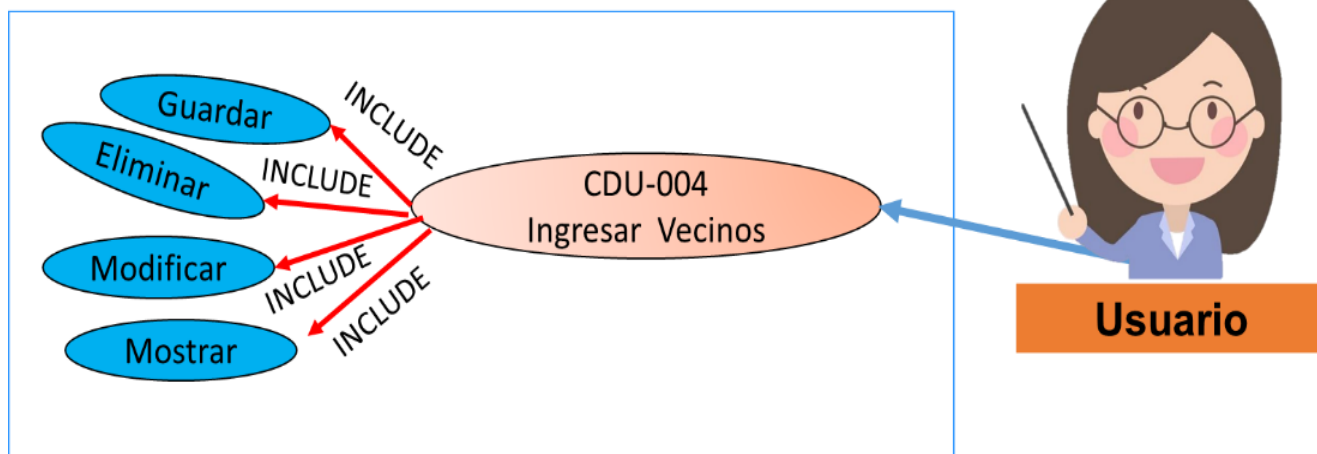 Guardar
INCLUDE
Eliminar
INCLUDE
Modificar
INCLUDE
Mostrar
INCLUDE
CDU-004
Ingresar Vecinos
Usuario